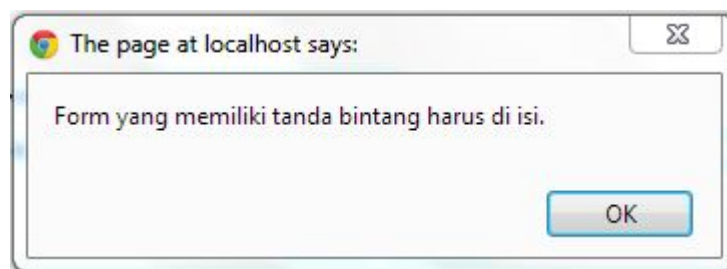 The page at localhost says:
Form yang memiliki tanda bintang harus di isi.
OK